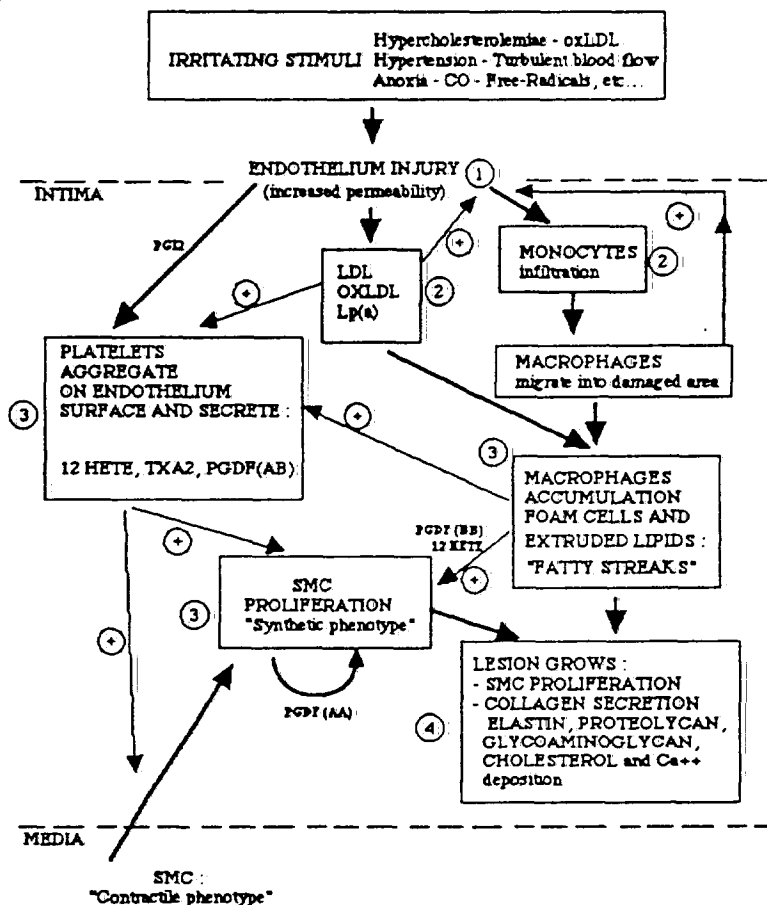 IRRITATING STIMULI
Hypercholesterolemiae - oxLDL
Hypertension - Turbulent blood flow
Anoxia - CO - Free-Radicals, etc...
ENDOTHELIUM INJURY
(increased permeability)
1
INTIMA
PGI2
+
+
+
LDL
OXLDL
Lp(a)
2
MONOCYTES
infiltration
2
MACROPHAGES
migrate into damaged area
PLATELETS
AGGREGATE
ON ENDOTHELIUM
SURFACE AND SECRETE :
12 HETE, TXA2, PGDF(AB)
3
+
3
MACROPHAGES
ACCUMULATION
FOAM CELLS AND
EXTRUDED LIPIDS :
"FATTY STREAKS"
PGDF (BB)
12 HETE
+
+
+
SMC
PROLIFERATION
"Synthetic phenotype"
3
PGDF (AA)
LESION GROWS :
- SMC PROLIFERATION
- COLLAGEN SECRETION
ELASTIN, PROTEOLYCAN,
GLYCOAMINOGLYCAN,
CHOLESTEROL and Ca++
deposition
4
MEDIA
SMC :
"Contractile phenotype"